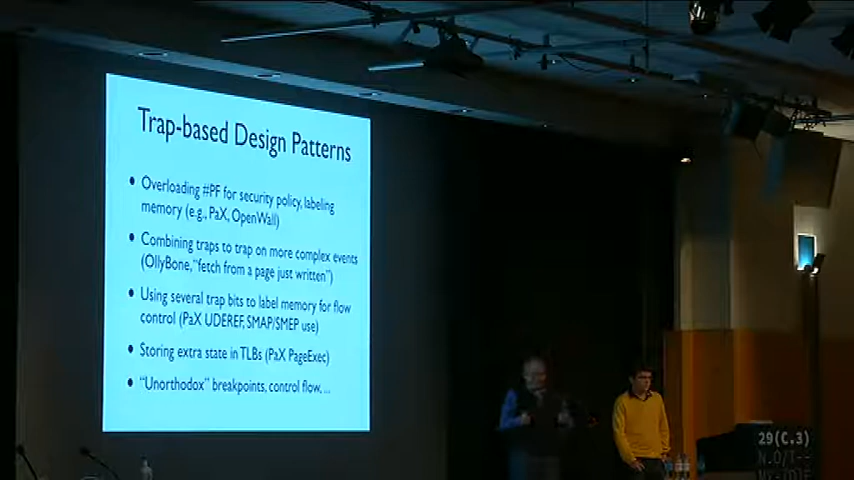 Trap-based Design Patterns
• Overloading #PF for security policy, labeling
memory (e.g., PaX, OpenWall)
• Combining traps to trap on more complex events
(OllyBone, "fetch from a page just written")
• Using several trap bits to label memory for flow
control (PaX UDEREF, SMAP/SMEP use)
• Storing extra state in TLBs (PaX PageExec)
• "Unorthodox" breakpoints, control flow, ...
29(C.3)
N.O/T--